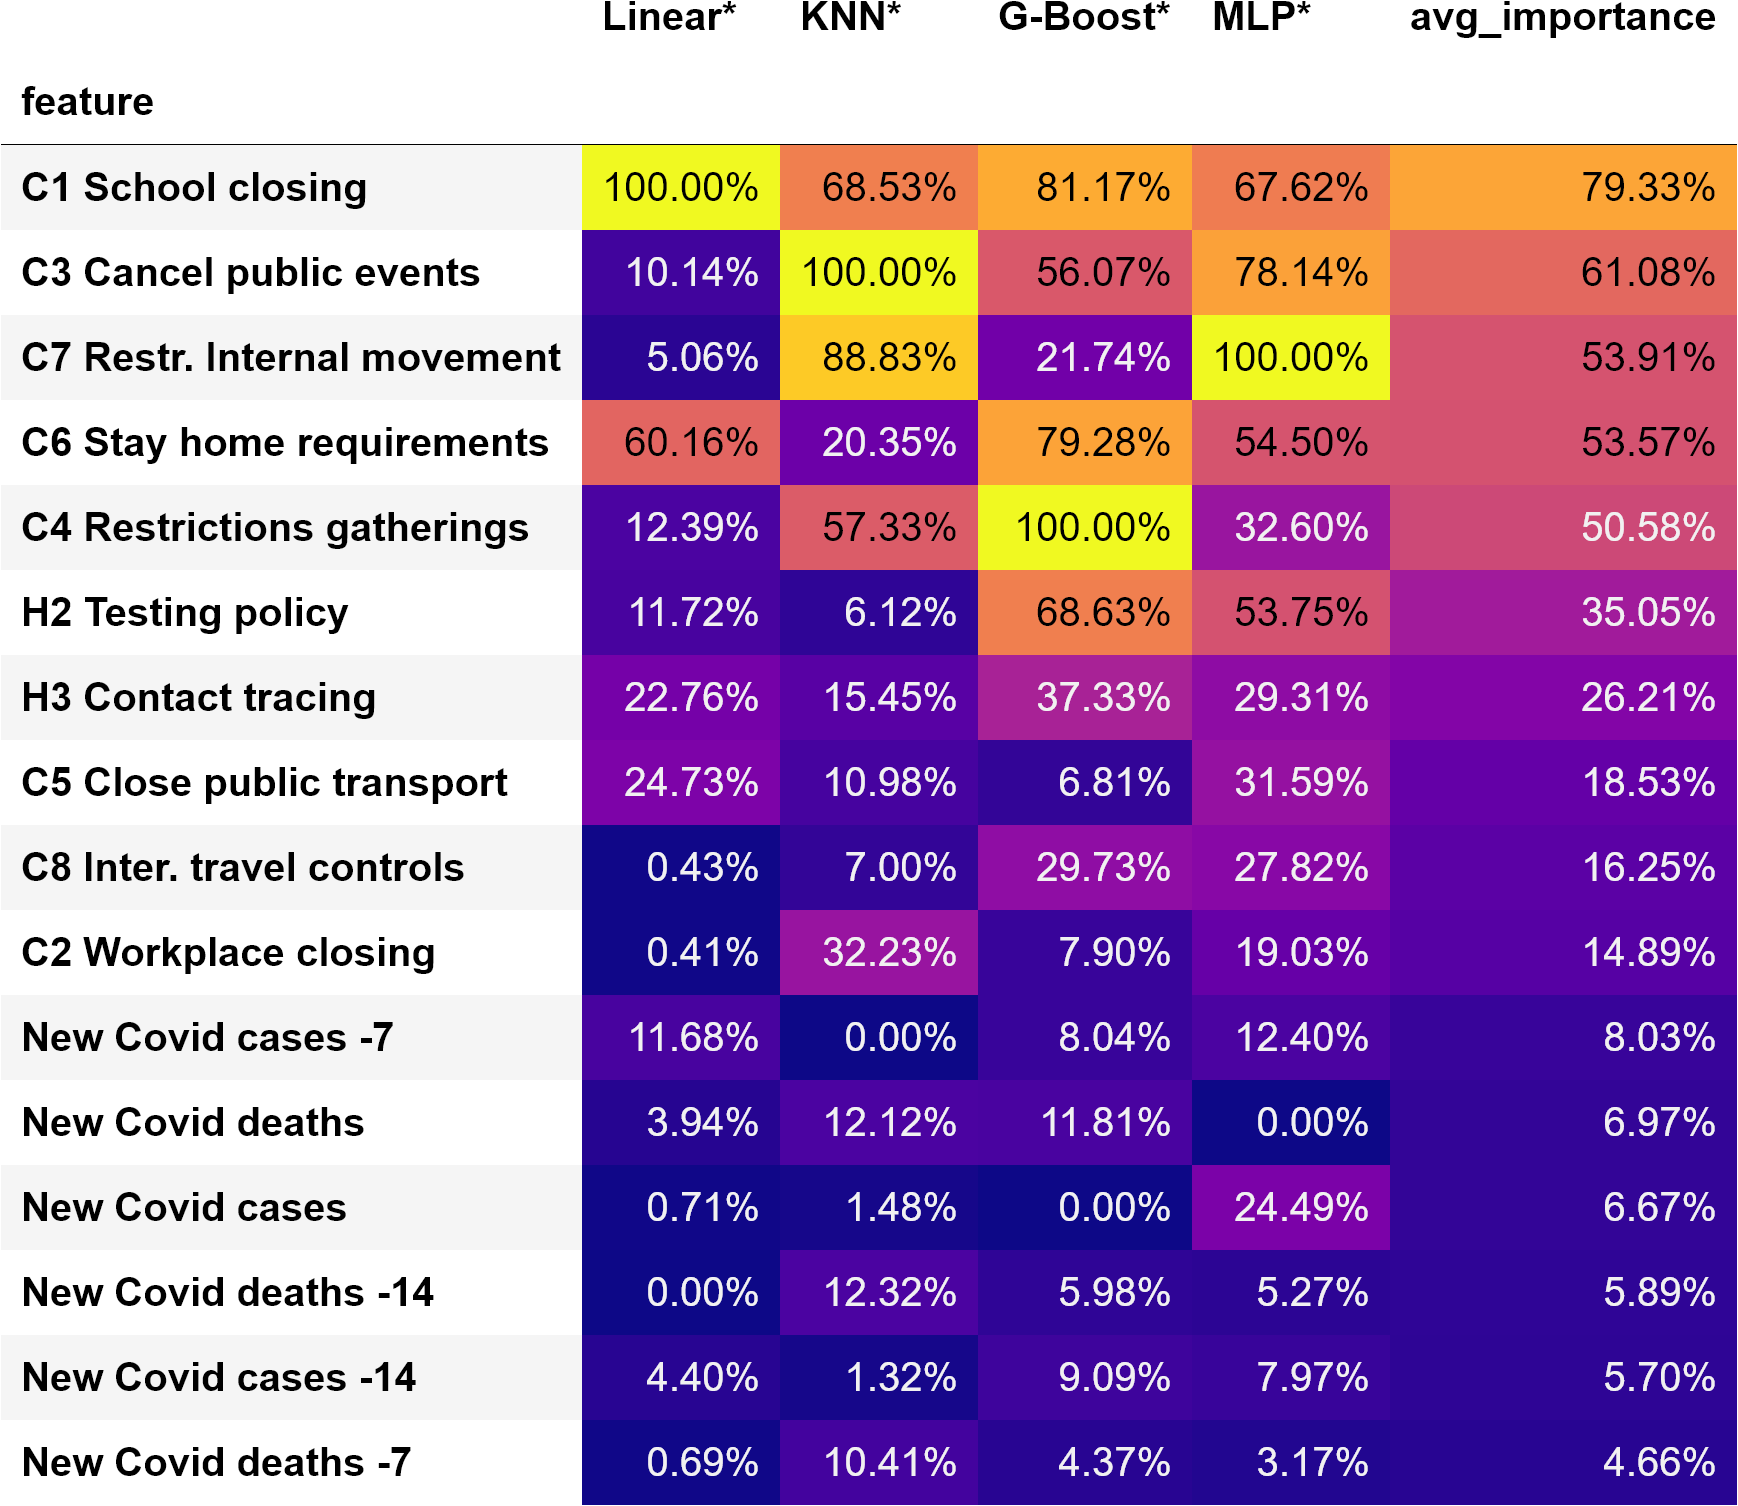 Linear* KNN* G-Boost* MLP* avg_importance
feature
C1 School closing 100.00% 68.53% 81.17% 67.62% 79.33%
C3 Cancel public events 10.14% 100.00% 56.07% 78.14% 61.08%
C7 Restr. Internal movement 5.06% 88.83% 21.74% 100.00% 53.91%
C6 Stay home requirements 60.16% 20.35% 79.28% 54.50% 53.57%
C4 Restrictions gatherings 12.39% 57.33% 100.00% 32.60% 50.58%
H2 Testing policy 11.72% 6.12% 68.63% 53.75% 35.05%
H3 Contact tracing 22.76% 15.45% 37.33% 29.31% 26.21%
C5 Close public transport 24.73% 10.98% 6.81% 31.59% 18.53%
C8 Inter. travel controls 0.43% 7.00% 29.73% 27.82% 16.25%
C2 Workplace closing 0.41% 32.23% 7.90% 19.03% 14.89%
New Covid cases -7 11.68% 0.00% 8.04% 12.40% 8.03%
New Covid deaths 3.94% 12.12% 11.81% 0.00% 6.97%
New Covid cases 0.71% 1.48% 0.00% 24.49% 6.67%
New Covid deaths -14 0.00% 12.32% 5.98% 5.27% 5.89%
New Covid cases -14 4.40% 1.32% 9.09% 7.97% 5.70%
New Covid deaths -7 0.69% 10.41% 4.37% 3.17% 4.66%